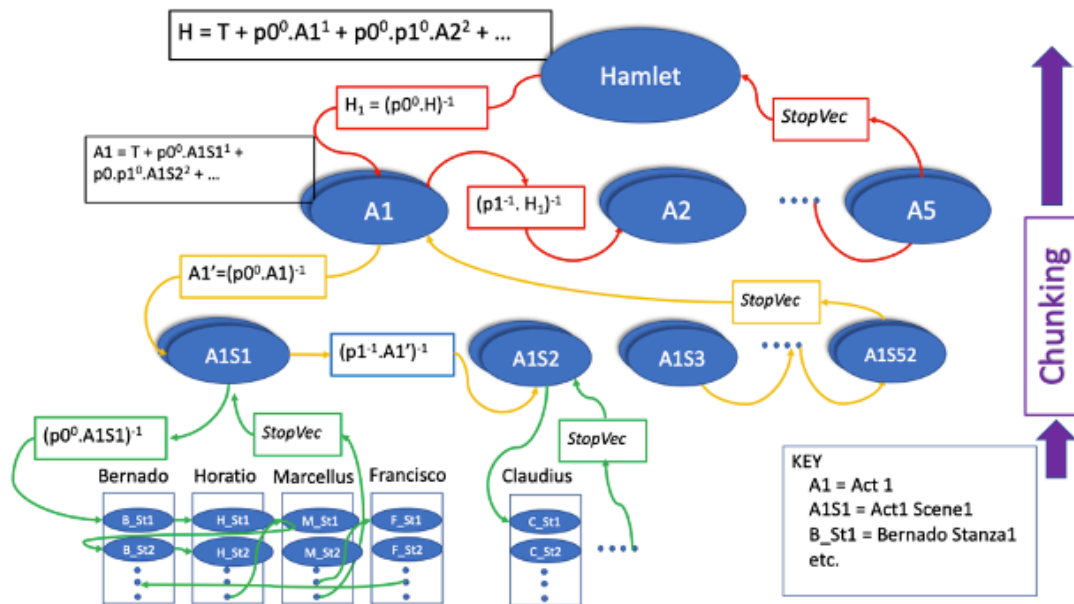 H = T + p0⁰.A1¹ + p0⁰.p1⁰.A2² + ...
Hamlet
H₁ = (p0⁰.H)⁻¹
StopVec
A1 = T + p0⁰.A1S1¹ +
p0.p1⁰.A1S2² + ...
A1
(p1⁻¹. H₁)⁻¹
A2
A5
A1′=(p0⁰.A1)⁻¹
StopVec
A1S1
(p1⁻¹.A1′)⁻¹
A1S2
A1S3
A1S52
(p0⁰.A1S1)⁻¹
StopVec
StopVec
Bernado
Horatio
Marcellus
Francisco
Claudius
B_St1
H_St1
M_St1
F_St1
C_St1
B_St2
H_St2
M_St2
F_St2
C_St2
Chunking
KEY
A1 = Act 1
A1S1 = Act1 Scene1
B_St1 = Bernado Stanza1
etc.